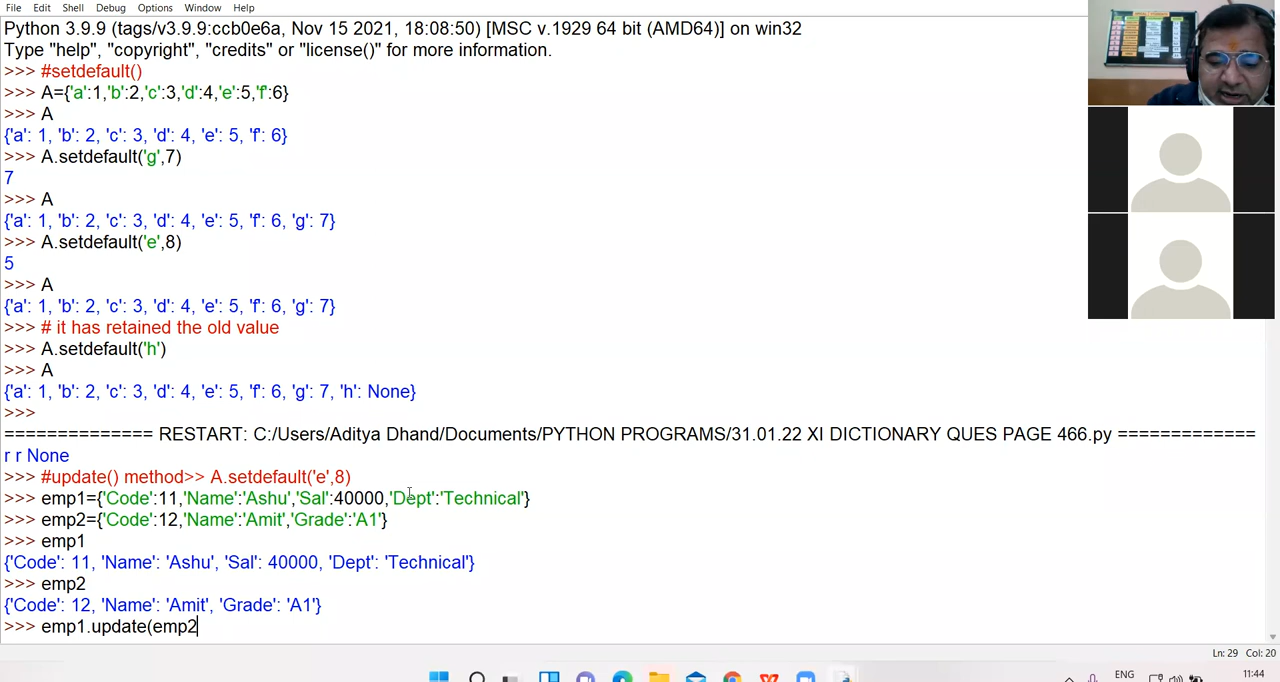 File Edit Shell Debug Options Window Help
Python 3.9.9 (tags/v3.9.9:ccb0e6a, Nov 15 2021, 18:08:50) [MSC v.1929 64 bit (AMD64)] on win32
Type "help", "copyright", "credits" or "license()" for more information.
>>> #setdefault()
>>> A={'a':1,'b':2,'c':3,'d':4,'e':5,'f':6}
>>> A
{'a': 1, 'b': 2, 'c': 3, 'd': 4, 'e': 5, 'f': 6}
>>> A.setdefault('g',7)
7
>>> A
{'a': 1, 'b': 2, 'c': 3, 'd': 4, 'e': 5, 'f': 6, 'g': 7}
>>> A.setdefault('e',8)
5
>>> A
{'a': 1, 'b': 2, 'c': 3, 'd': 4, 'e': 5, 'f': 6, 'g': 7}
>>> # it has retained the old value
>>> A.setdefault('h')
>>> A
{'a': 1, 'b': 2, 'c': 3, 'd': 4, 'e': 5, 'f': 6, 'g': 7, 'h': None}
>>>
============== RESTART: C:/Users/Aditya Dhand/Documents/PYTHON PROGRAMS/31.01.22 XI DICTIONARY QUES PAGE 466.py =============
r r None
>>> #update() method>> A.setdefault('e',8)
>>> emp1={'Code':11,'Name':'Ashu','Sal':40000,'Dept':'Technical'}
>>> emp2={'Code':12,'Name':'Amit','Grade':'A1'}
>>> emp1
{'Code': 11, 'Name': 'Ashu', 'Sal': 40000, 'Dept': 'Technical'}
>>> emp2
{'Code': 12, 'Name': 'Amit', 'Grade': 'A1'}
>>> emp1.update(emp2
Ln: 29 Col: 20
ENG 11:44